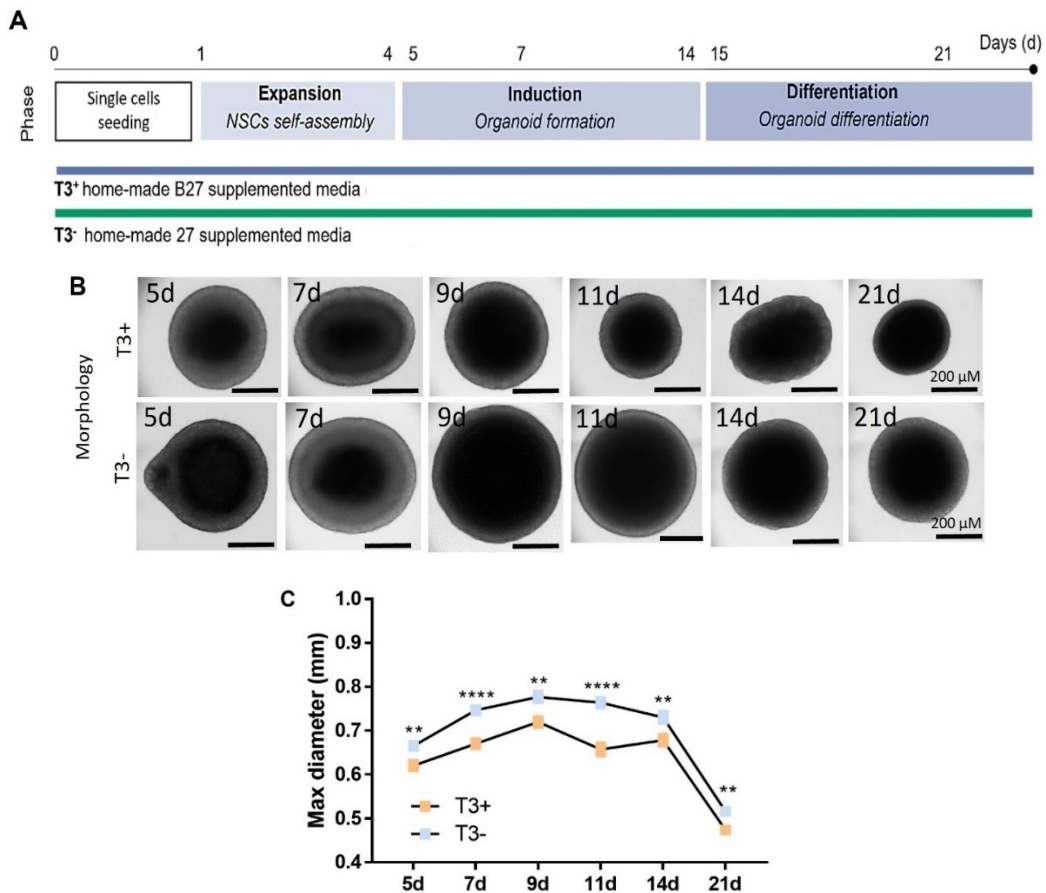 A
0 1 4 5 7 14 15 21 Days (d)
Phase
Single cells
seeding
Expansion
NSCs self-assembly
Induction
Organoid formation
Differentiation
Organoid differentiation
T3⁺ home-made B27 supplemented media
T3⁻ home-made 27 supplemented media
B
Morphology
T3+
5d 7d 9d 11d 14d 21d
200 µM
T3-
5d 7d 9d 11d 14d 21d
200 µM
C
Max diameter (mm)
1.0
0.9
0.8
0.7
0.6
0.5
0.4
** **** ** **** ** **
T3+
T3-
5d 7d 9d 11d 14d 21d